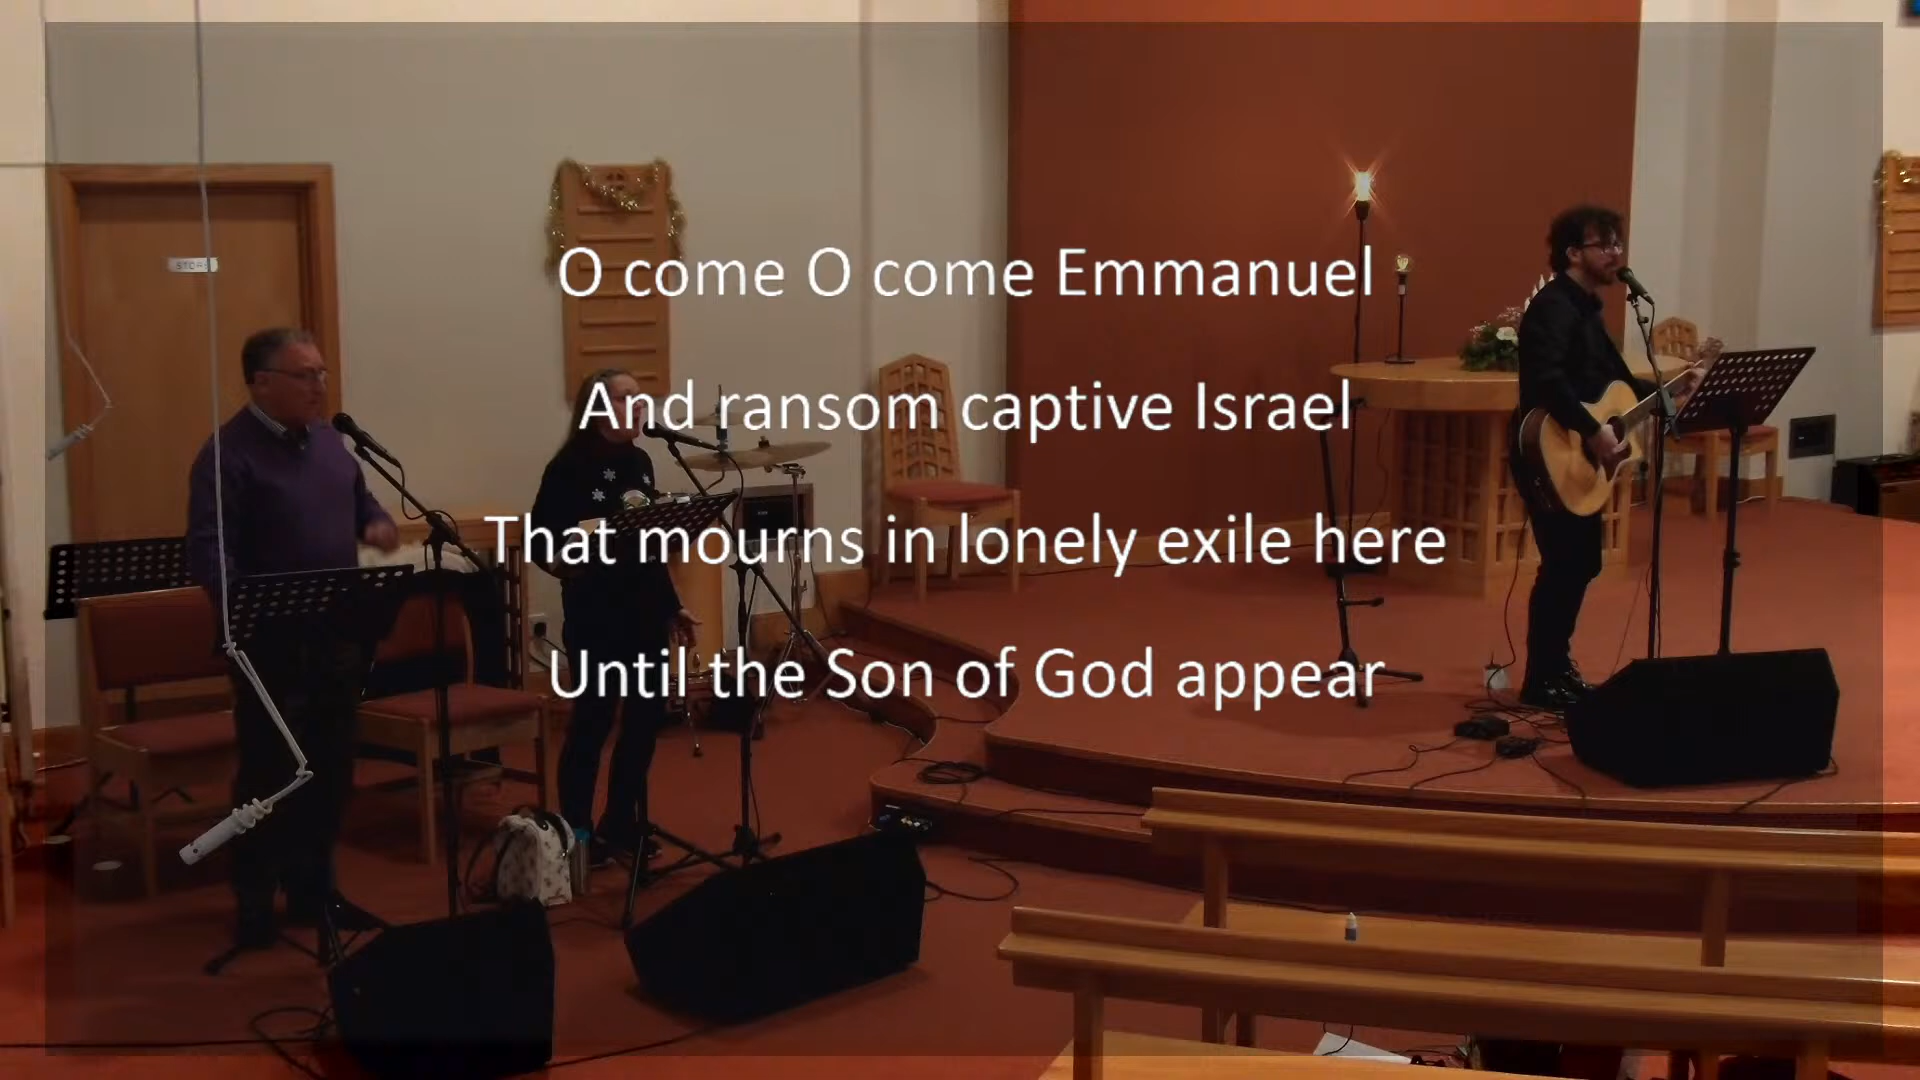 STORE
O come O come Emmanuel
And ransom captive Israel
That mourns in lonely exile here
Until the Son of God appear